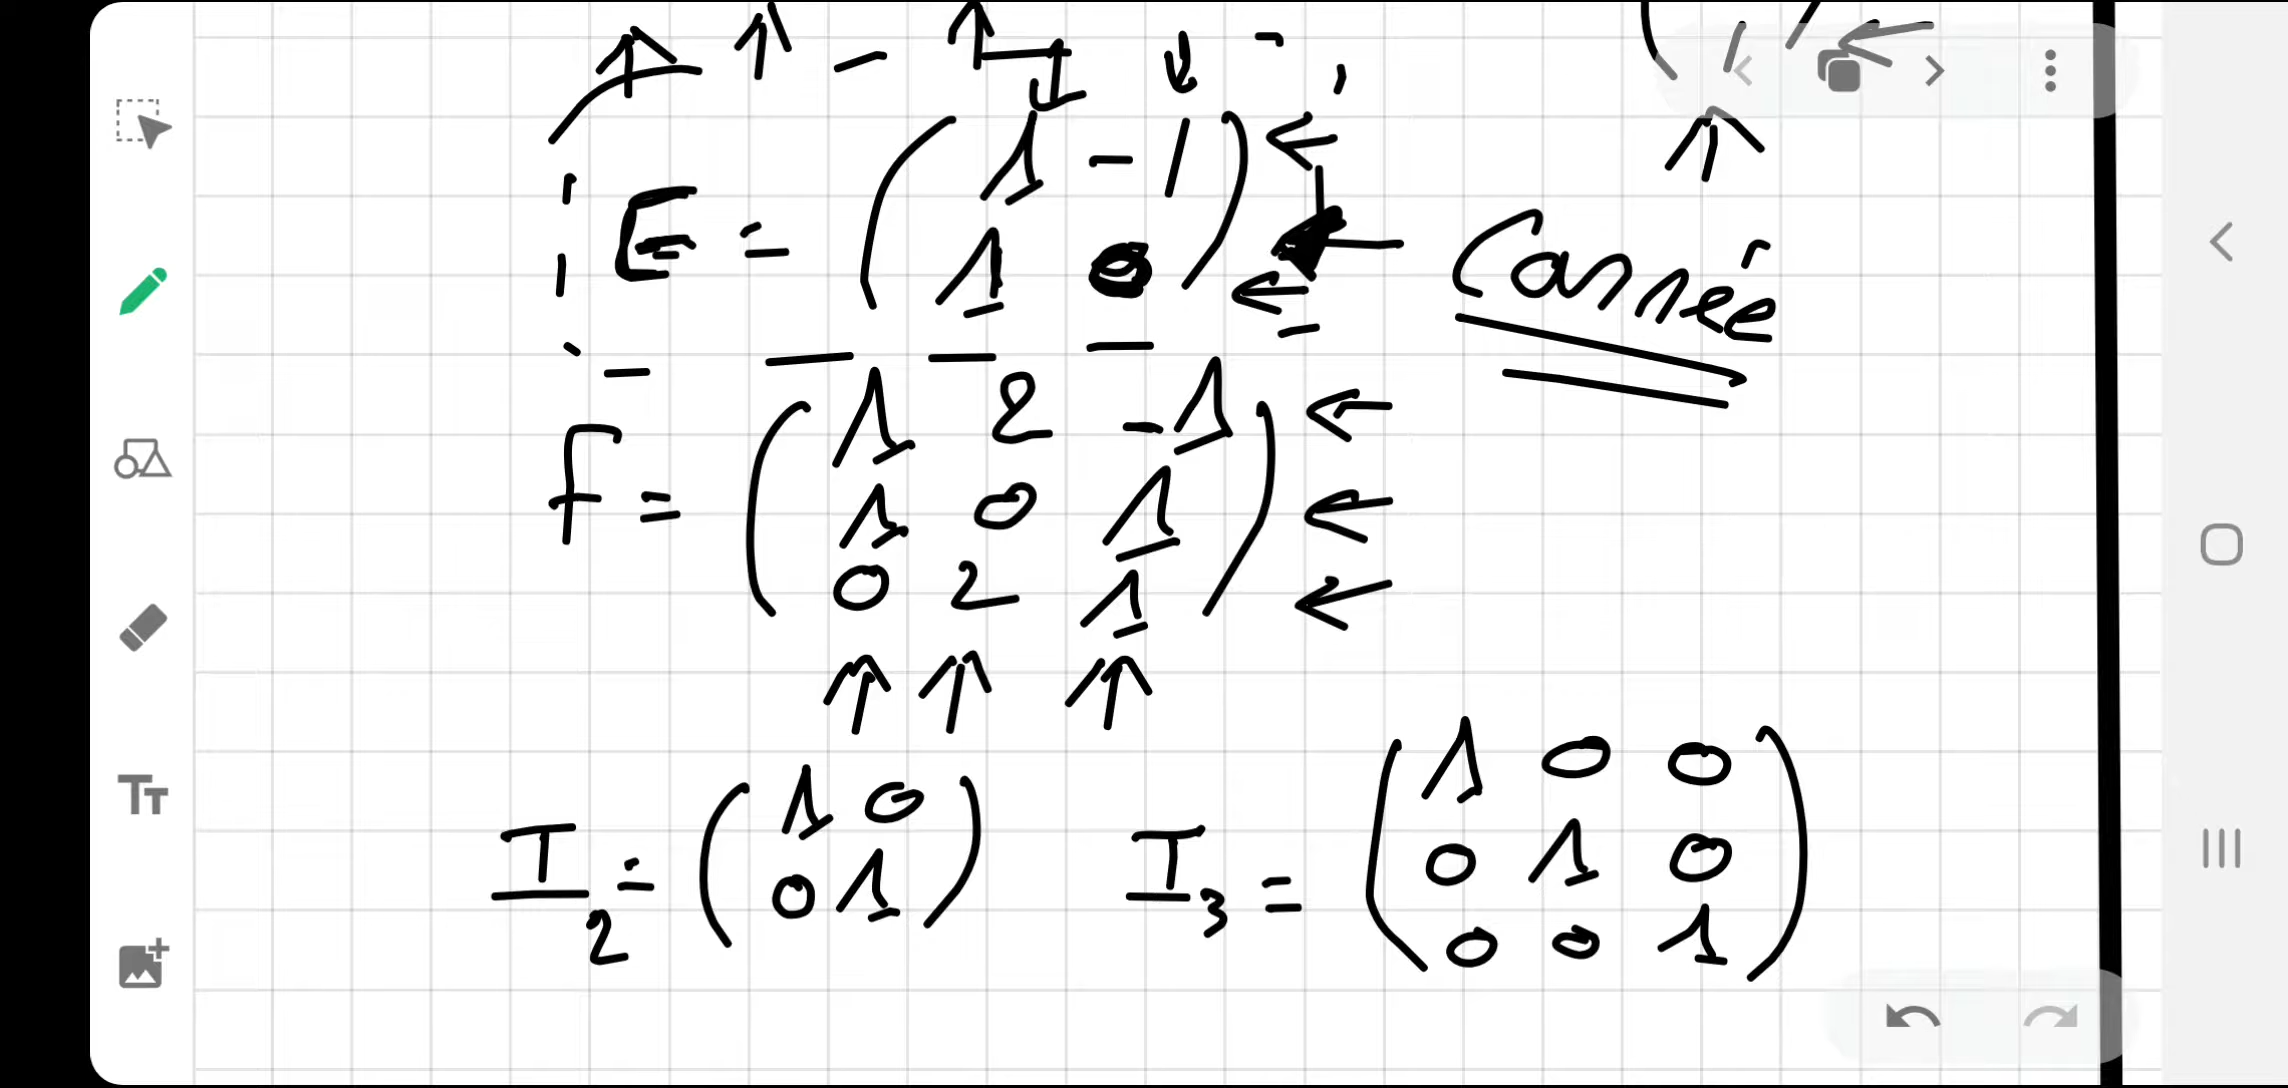 E = ( 1 -1 ) Carrée
( 1 0 )
F = ( 1 2 -1 )
( 1 0 1 )
( 0 2 1 )
I2 = ( 1 0 ) I3 = ( 1 0 0 )
( 0 1 ) ( 0 1 0 )
( 0 0 1 )
TT